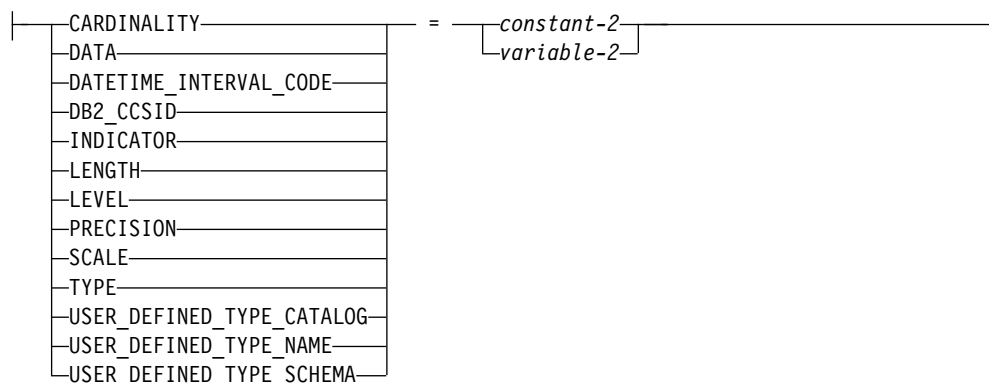 CARDINALITY = constant-2
DATA variable-2
DATETIME_INTERVAL_CODE
DB2_CCSID
INDICATOR
LENGTH
LEVEL
PRECISION
SCALE
TYPE
USER_DEFINED_TYPE_CATALOG
USER_DEFINED_TYPE_NAME
USER_DEFINED_TYPE_SCHEMA